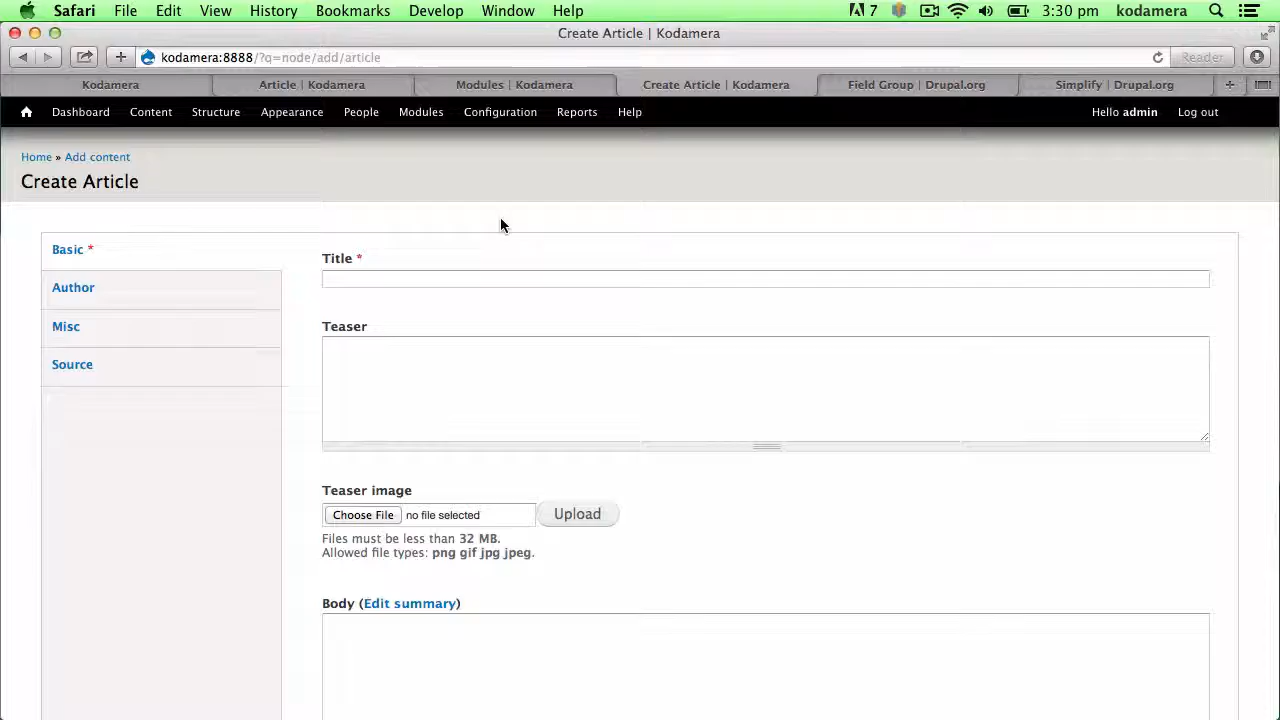 Safari File Edit View History Bookmarks Develop Window Help 7 3:30 pm kodamera
Create Article | Kodamera
kodamera:8888/?q=node/add/article Reader
Kodamera Article | Kodamera Modules | Kodamera Create Article | Kodamera Field Group | Drupal.org Simplify | Drupal.org
Dashboard Content Structure Appearance People Modules Configuration Reports Help Hello admin Log out
Home » Add content
Create Article
Basic *
Author
Misc
Source
Title *
Teaser
Teaser image
Choose File no file selected Upload
Files must be less than 32 MB.
Allowed file types: png gif jpg jpeg.
Body (Edit summary)